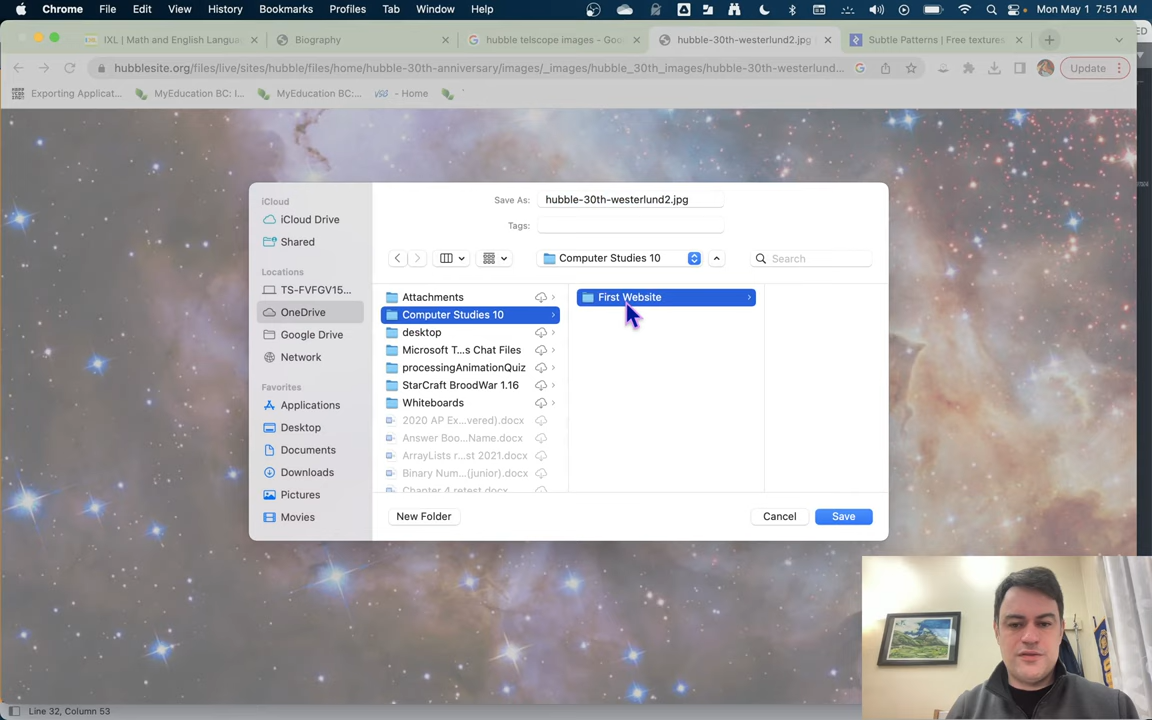 Chrome File Edit View History Bookmarks Profiles Tab Window Help Mon May 1 7:51 AM
IXL | Math and English Langua
Biography
hubble telscope images - Goo
hubble-30th-westerlund2.jpg
Subtle Patterns | Free textures
hubblesite.org/files/live/sites/hubble/files/home/hubble-30th-anniversary/images/_images/hubble_30th_images/hubble-30th-westerlund...
Update
Exporting Applicat...
MyEducation BC: I...
MyEducation BC:...
- Home
iCloud
iCloud Drive
Shared
Locations
TS-FVFGV15...
OneDrive
Google Drive
Network
Favorites
Applications
Desktop
Documents
Downloads
Pictures
Movies
Save As: hubble-30th-westerlund2.jpg
Tags:
Computer Studies 10
Search
Attachments
Computer Studies 10
desktop
Microsoft T...s Chat Files
processingAnimationQuiz
StarCraft BroodWar 1.16
Whiteboards
2020 AP Ex...vered).docx
Answer Boo...Name.docx
ArrayLists r...st 2021.docx
Binary Num...(junior).docx
Chapter 4 retest.docx
First Website
New Folder
Cancel
Save
Line 32, Column 53